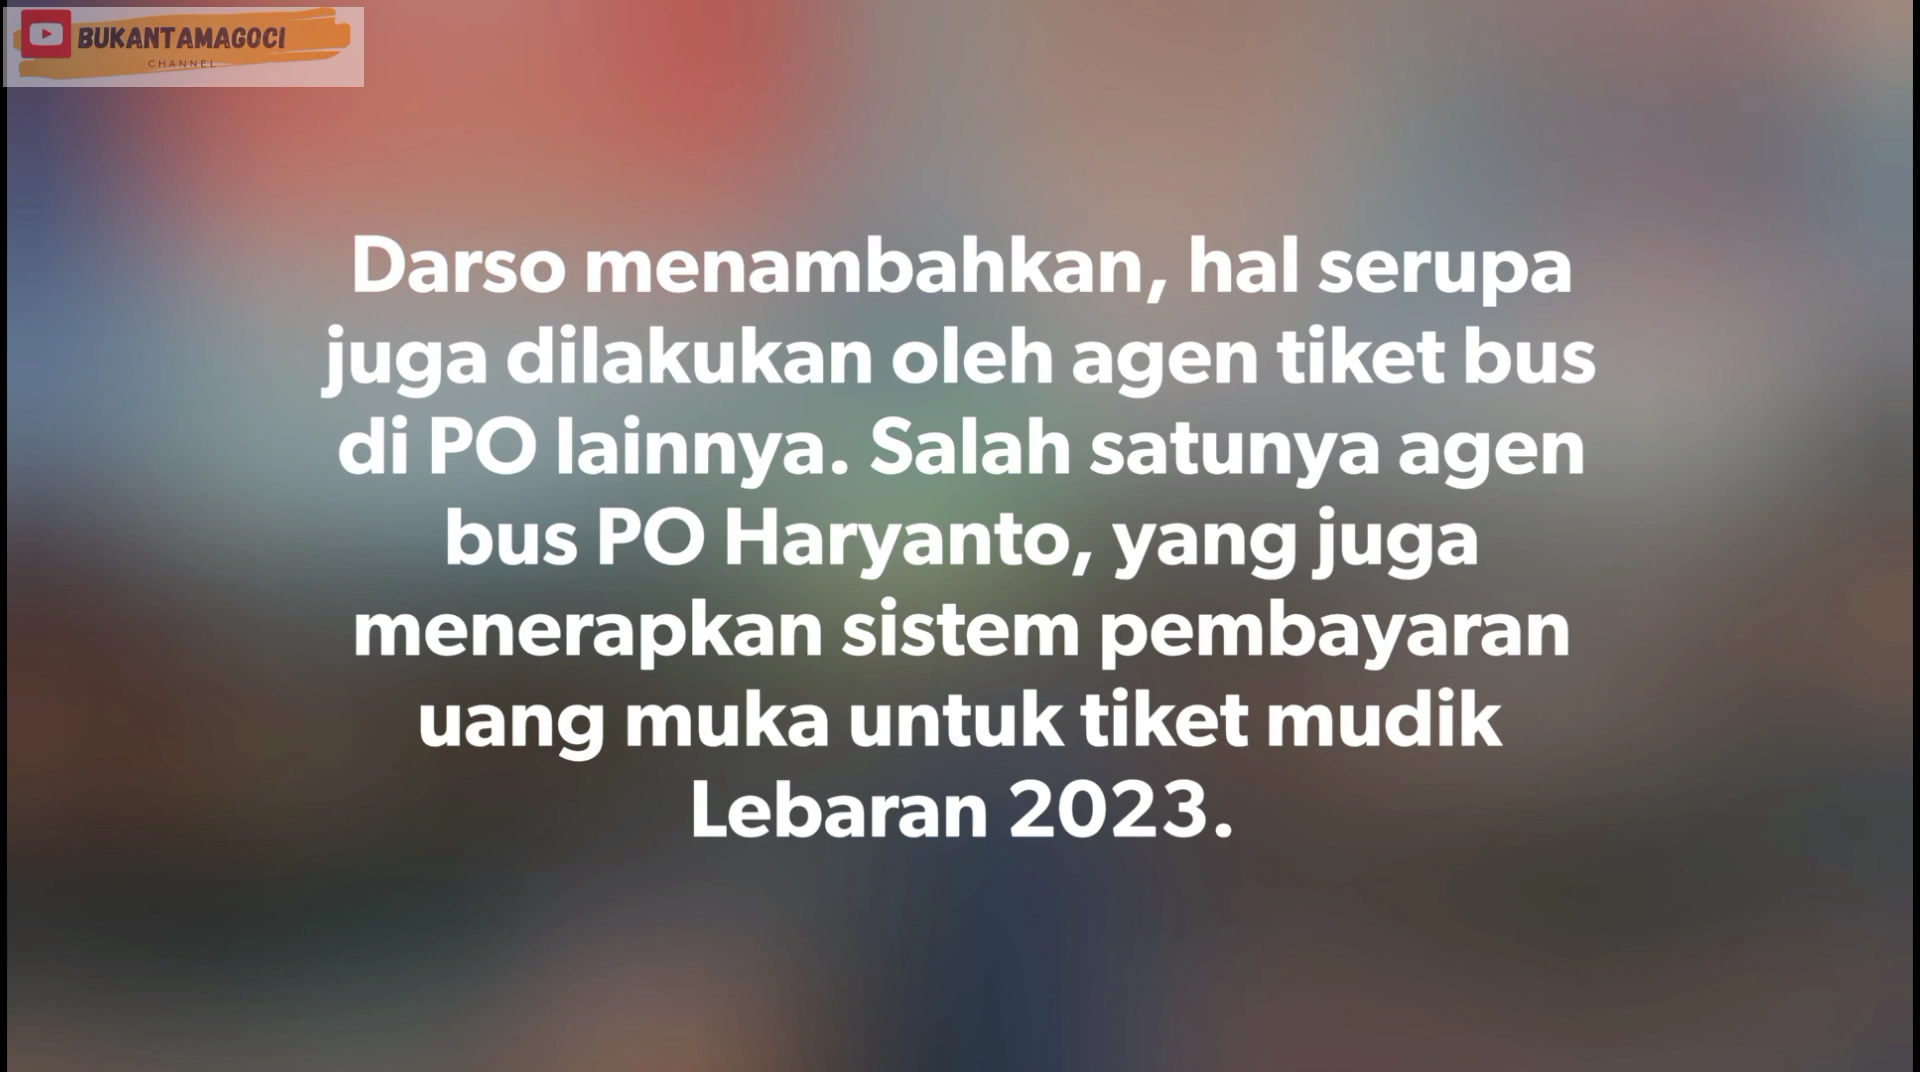 BUKANTAMAGOCI
CHANNEL
Darso menambahkan, hal serupa
juga dilakukan oleh agen tiket bus
di PO lainnya. Salah satunya agen
bus PO Haryanto, yang juga
menerapkan sistem pembayaran
uang muka untuk tiket mudik
Lebaran 2023.